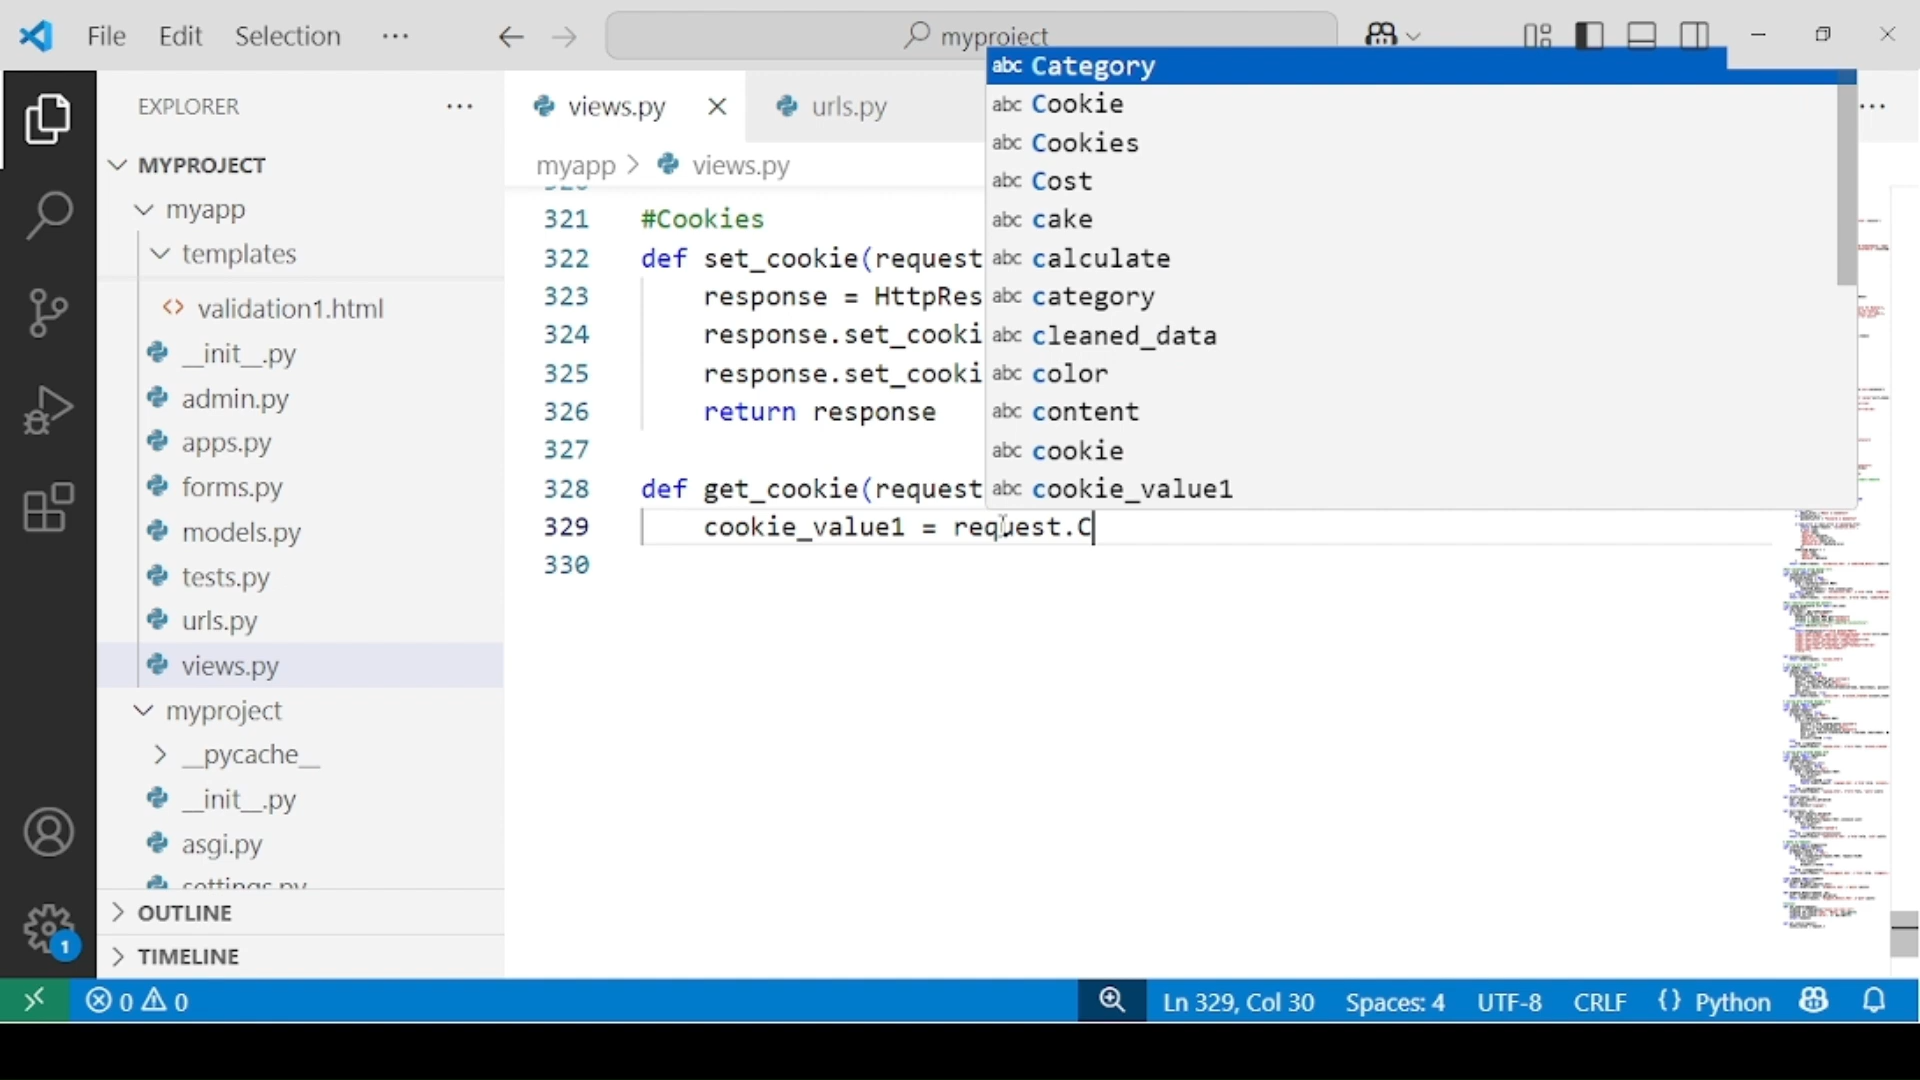 File Edit Selection ··· myproject
EXPLORER ···
MYPROJECT
myapp
templates
validation1.html
__init__.py
admin.py
apps.py
forms.py
models.py
tests.py
urls.py
views.py
myproject
__pycache__
__init__.py
asgi.py
settings.py
OUTLINE
TIMELINE
views.py urls.py
myapp > views.py
321 #Cookies
322 def set_cookie(request
323 response = HttpRes
324 response.set_cooki
325 response.set_cooki
326 return response
327
328 def get_cookie(request
329 cookie_value1 = request.C
330
abc Category
abc Cookie
abc Cookies
abc Cost
abc cake
abc calculate
abc category
abc cleaned_data
abc color
abc content
abc cookie
abc cookie_value1
1
0 0 Ln 329, Col 30 Spaces: 4 UTF-8 CRLF {} Python